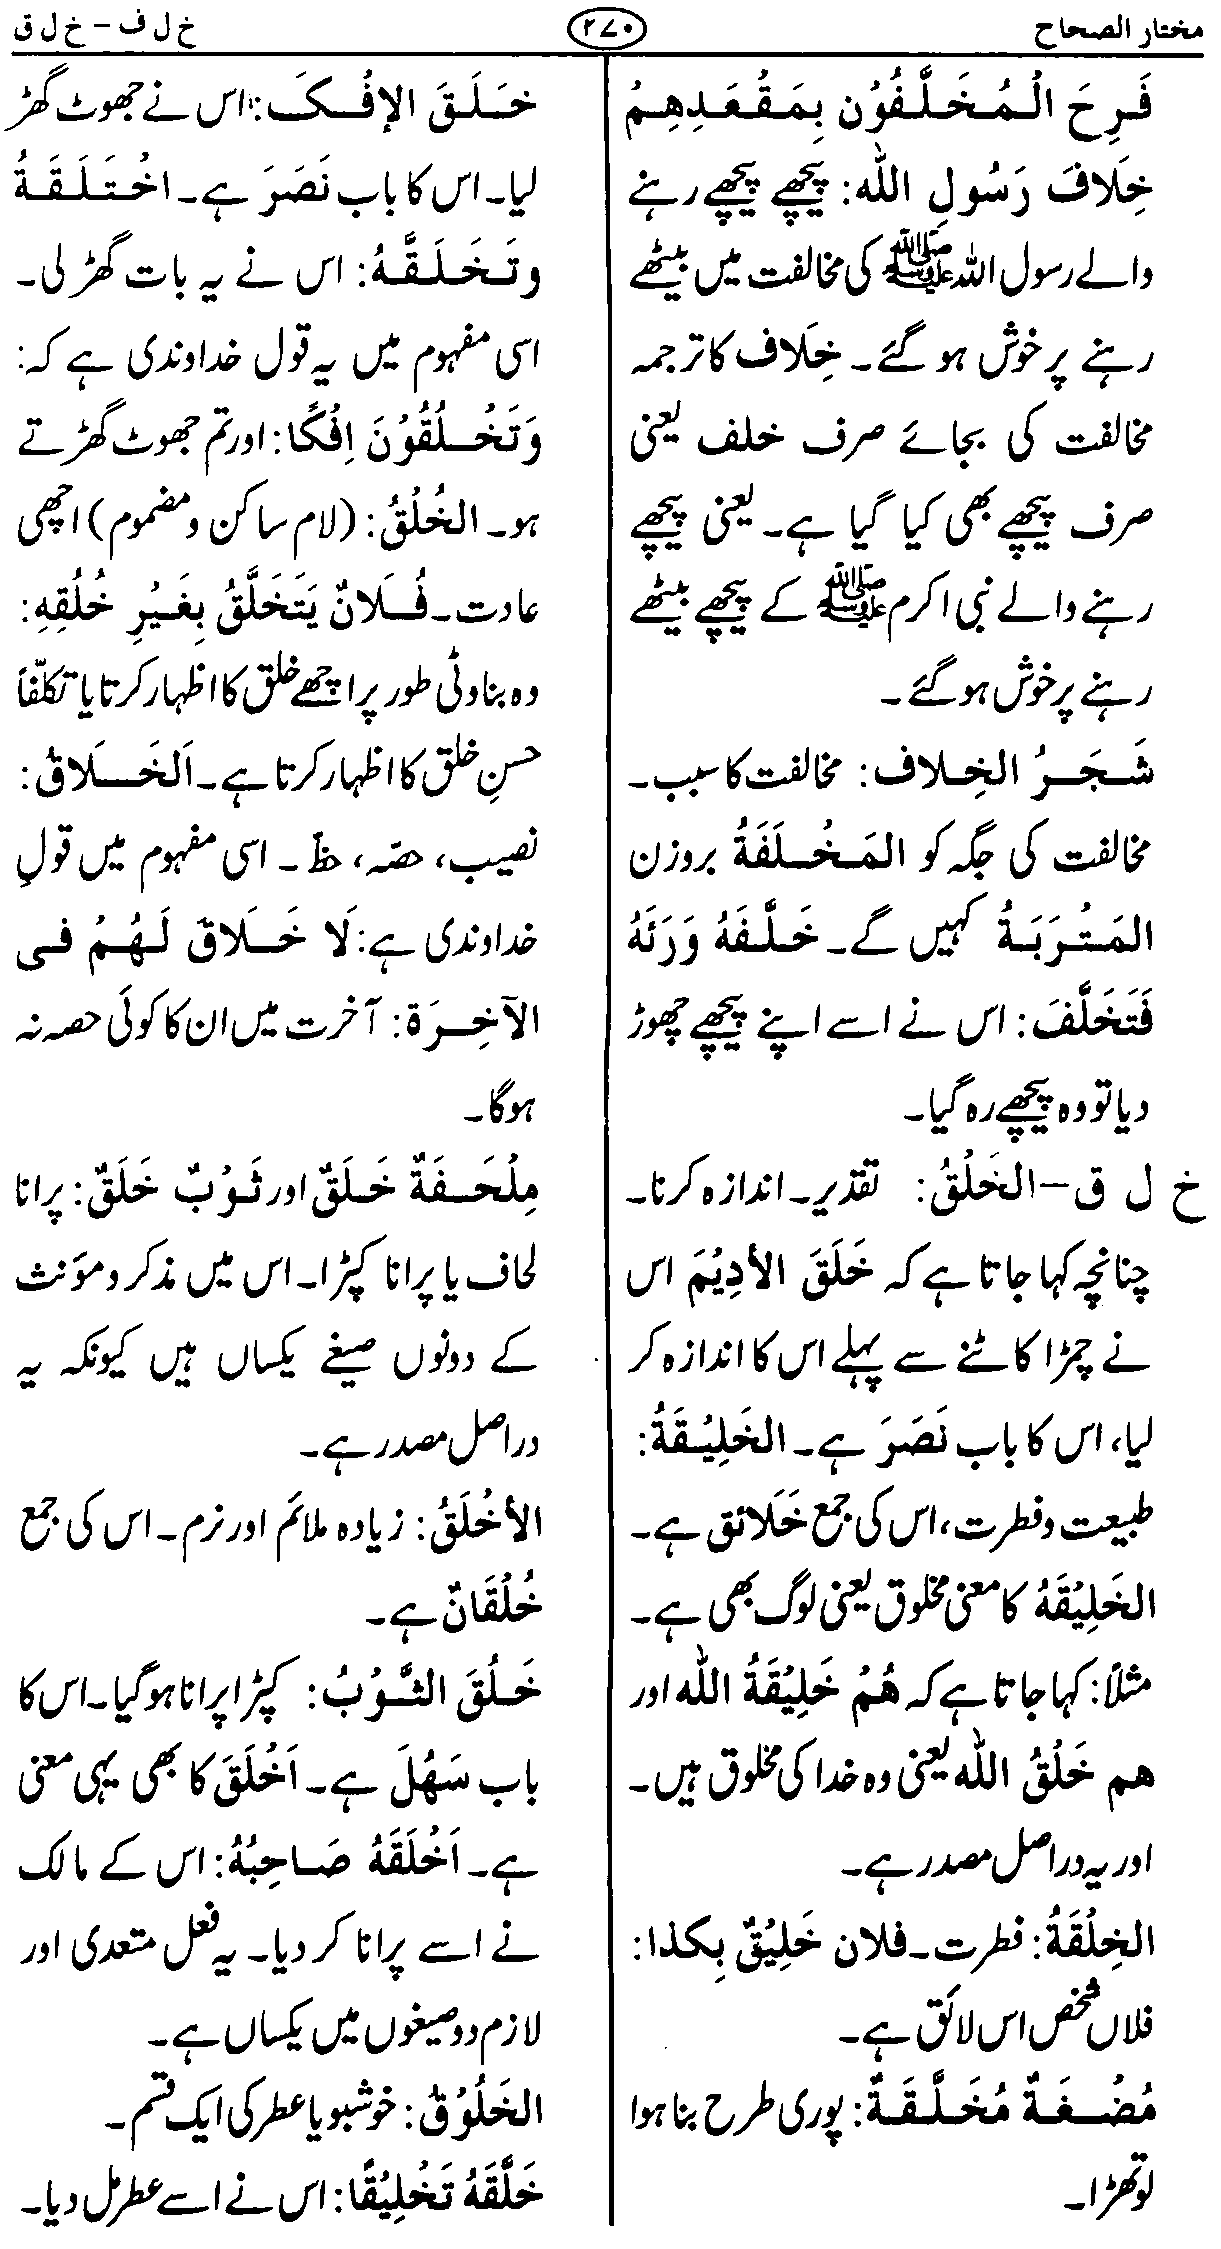 مختار الصحاح
۲۷۰
خ ل ف – خ ل ق
فَرِحَ الْمُخَلَّفُوْن بِمَقْعَدِهِمْ
خِلَافَ رَسُولِ اللّٰه: پیچھے پیچھے رہنے
والے رسول اللہ ﷺ کی مخالفت میں بیٹھے
رہنے پر خوش ہو گئے۔ خِلَاف کا ترجمہ
مخالفت کی بجائے صرف خلف یعنی
صرف پیچھے بھی کیا گیا ہے۔ یعنی پیچھے
رہنے والے نبی اکرم ﷺ کے پیچھے بیٹھے
رہنے پر خوش ہو گئے۔
شَجَرُ الخِلاف: مخالفت کا سبب۔
مخالفت کی جگہ کو المَخْلَفَةُ بروزن
المَتْرَبَةُ کہیں گے۔ خَلَّفَهُ وَرَنَهُ
فَتَخَلَّفَ: اس نے اسے اپنے پیچھے چھوڑ
دیا تو وہ پیچھے رہ گیا۔
خ ل ق – الخَلْقُ: تقدیر۔ اندازہ کرنا۔
چنانچہ کہا جاتا ہے کہ خَلَقَ الأدِیْمَ اس
نے چمڑا کاٹنے سے پہلے اس کا اندازہ کر
لیا، اس کا باب نَصَرَ ہے۔ الخَلِیْقَةُ:
طبیعت و فطرت، اس کی جمع خَلَائق ہے۔
الخَلِیْقَهُ کا معنی مخلوق یعنی لوگ بھی ہے۔
مثلاً: کہا جاتا ہے کہ هُمْ خَلِیْقَةُ اللّٰه اور
هم خَلْقُ اللّٰه یعنی وہ خدا کی مخلوق ہیں۔
اور یہ دراصل مصدر ہے۔
الخِلْقَةُ: فطرت۔ فلان خَلِیْقٌ بِکذا:
فلاں شخص اس لائق ہے۔
مُضْغَةٌ مُخَلَّقَةٌ: پوری طرح بنا ہوا
لوتھڑا۔
خَلَقَ الإفْکَ: اس نے جھوٹ گھڑ
لیا۔ اس کا باب نَصَرَ ہے۔ اخْتَلَقَهُ
وتَخَلَّقَهُ: اس نے یہ بات گھڑ لی۔
اسی مفہوم میں یہ قول خداوندی ہے کہ:
وَتَخْلُقُوْنَ اِفْکًا: اور تم جھوٹ گھڑتے
ہو۔ الخُلْقُ: (لام ساکن و مضموم) اچھی
عادت۔ فُلَانٌ یَتَخَلَّقُ بِغَیْرِ خُلُقِهِ:
وہ بناوٹی طور پر اچھے خلق کا اظہار کرتا یا تکلّفاً
حسنِ خلق کا اظہار کرتا ہے۔ اَلخَلَاقُ:
نصیب، حصّہ، حظّ۔ اسی مفہوم میں قولِ
خداوندی ہے: لَا خَلَاقَ لَهُمْ فی
الآخِرَة: آخرت میں ان کا کوئی حصہ نہ
ہوگا۔
مِلْحَفَةٌ خَلَقٌ اور ثَوْبٌ خَلَقٌ: پرانا
لحاف یا پرانا کپڑا۔ اس میں مذکر و مؤنث
کے دونوں صیغے یکساں ہیں کیونکہ یہ
دراصل مصدر ہے۔
الأخْلَقُ: زیادہ ملائم اور نرم۔ اس کی جمع
خُلْقَانٌ ہے۔
خَلُقَ الثَّوْبُ: کپڑا پرانا ہو گیا۔ اس کا
باب سَهُلَ ہے۔ اَخْلَقَ کا بھی یہی معنی
ہے۔ اَخْلَقَهُ صَاحِبُهُ: اس کے مالک
نے اسے پرانا کر دیا۔ یہ فعل متعدی اور
لازم دو صیغوں میں یکساں ہے۔
الخَلُوْقُ: خوشبو یا عطر کی ایک قسم۔
خَلَّقَهُ تَخْلِیْقًا: اس نے اسے عطر مل دیا۔